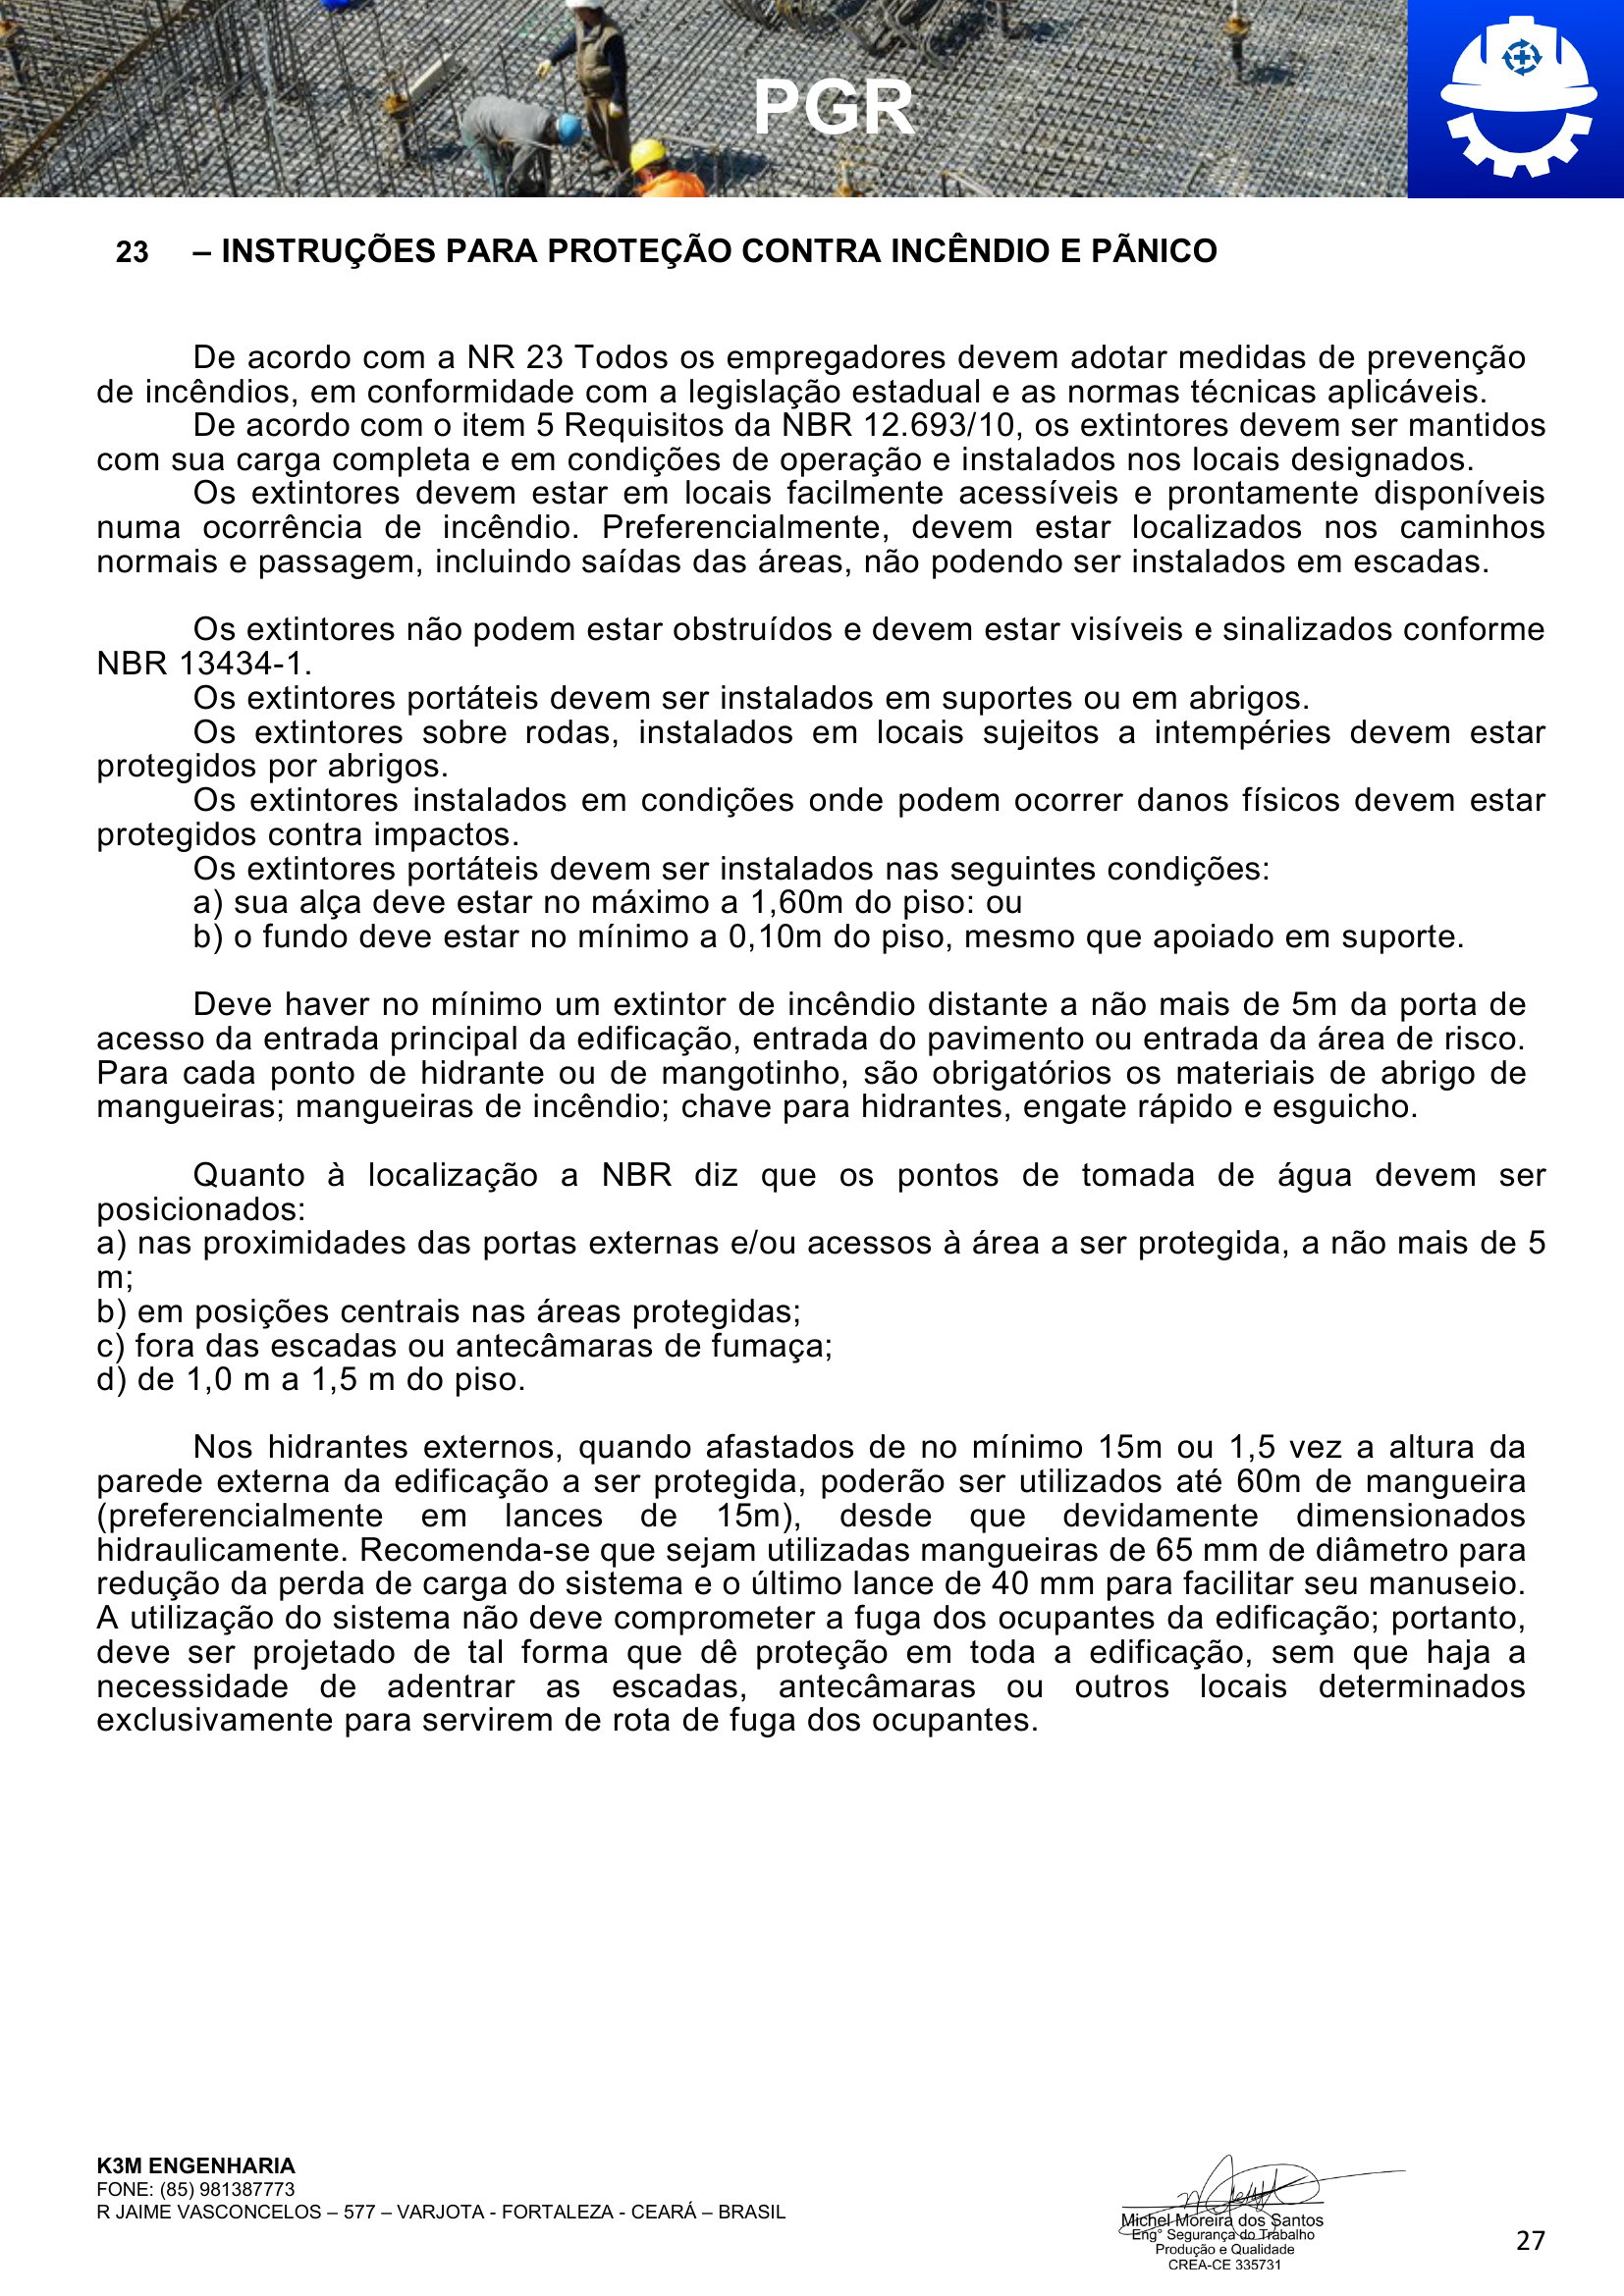 PGR
23 – INSTRUÇÕES PARA PROTEÇÃO CONTRA INCÊNDIO E PÃNICO
De acordo com a NR 23 Todos os empregadores devem adotar medidas de prevenção
de incêndios, em conformidade com a legislação estadual e as normas técnicas aplicáveis.
De acordo com o item 5 Requisitos da NBR 12.693/10, os extintores devem ser mantidos
com sua carga completa e em condições de operação e instalados nos locais designados.
Os extintores devem estar em locais facilmente acessíveis e prontamente disponíveis
numa ocorrência de incêndio. Preferencialmente, devem estar localizados nos caminhos
normais e passagem, incluindo saídas das áreas, não podendo ser instalados em escadas.
Os extintores não podem estar obstruídos e devem estar visíveis e sinalizados conforme
NBR 13434-1.
Os extintores portáteis devem ser instalados em suportes ou em abrigos.
Os extintores sobre rodas, instalados em locais sujeitos a intempéries devem estar
protegidos por abrigos.
Os extintores instalados em condições onde podem ocorrer danos físicos devem estar
protegidos contra impactos.
Os extintores portáteis devem ser instalados nas seguintes condições:
a) sua alça deve estar no máximo a 1,60m do piso: ou
b) o fundo deve estar no mínimo a 0,10m do piso, mesmo que apoiado em suporte.
Deve haver no mínimo um extintor de incêndio distante a não mais de 5m da porta de
acesso da entrada principal da edificação, entrada do pavimento ou entrada da área de risco.
Para cada ponto de hidrante ou de mangotinho, são obrigatórios os materiais de abrigo de
mangueiras; mangueiras de incêndio; chave para hidrantes, engate rápido e esguicho.
Quanto à localização a NBR diz que os pontos de tomada de água devem ser
posicionados:
a) nas proximidades das portas externas e/ou acessos à área a ser protegida, a não mais de 5
m;
b) em posições centrais nas áreas protegidas;
c) fora das escadas ou antecâmaras de fumaça;
d) de 1,0 m a 1,5 m do piso.
Nos hidrantes externos, quando afastados de no mínimo 15m ou 1,5 vez a altura da
parede externa da edificação a ser protegida, poderão ser utilizados até 60m de mangueira
(preferencialmente em lances de 15m), desde que devidamente dimensionados
hidraulicamente. Recomenda-se que sejam utilizadas mangueiras de 65 mm de diâmetro para
redução da perda de carga do sistema e o último lance de 40 mm para facilitar seu manuseio.
A utilização do sistema não deve comprometer a fuga dos ocupantes da edificação; portanto,
deve ser projetado de tal forma que dê proteção em toda a edificação, sem que haja a
necessidade de adentrar as escadas, antecâmaras ou outros locais determinados
exclusivamente para servirem de rota de fuga dos ocupantes.
K3M ENGENHARIA
FONE: (85) 981387773
R JAIME VASCONCELOS – 577 – VARJOTA - FORTALEZA - CEARÁ – BRASIL
Michel Moreira dos Santos
Eng° Segurança do Trabalho
Produção e Qualidade
CREA-CE 335731
27